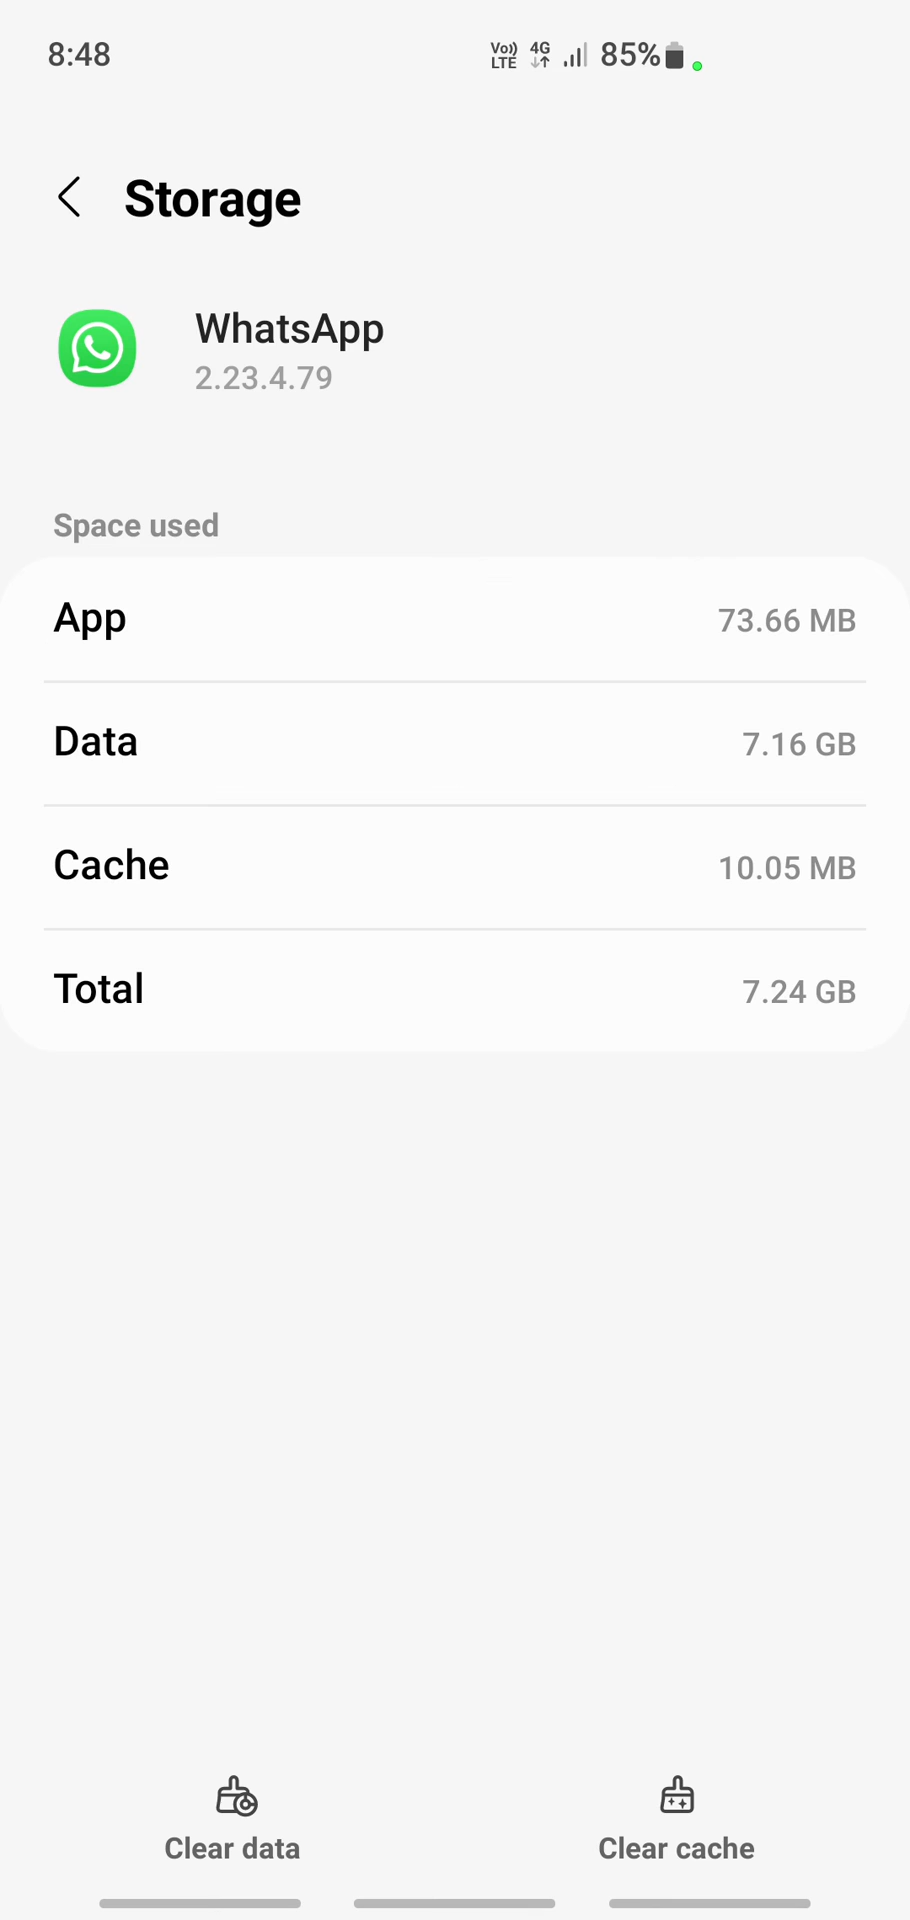 8:48
Vo)) LTE 4G 85%
Storage
WhatsApp
2.23.4.79
Space used
App 73.66 MB
Data 7.16 GB
Cache 10.05 MB
Total 7.24 GB
Clear data Clear cache